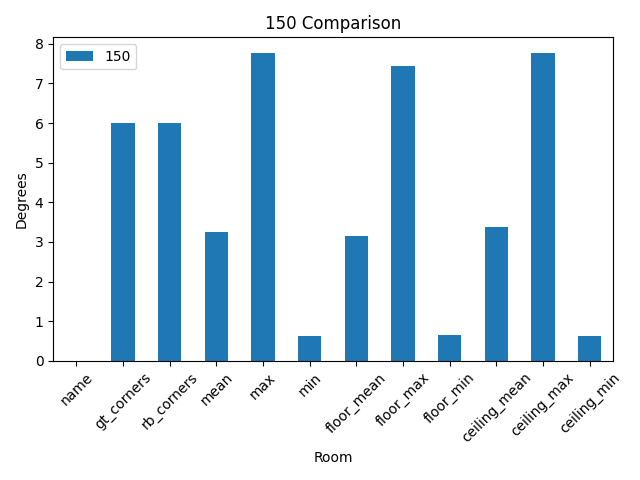 150 Comparison
150
8
7
6
5
4
3
2
1
0
Degrees
name
gt_corners
rb_corners
mean
max
min
floor_mean
floor_max
floor_min
ceiling_mean
ceiling_max
ceiling_min
Room